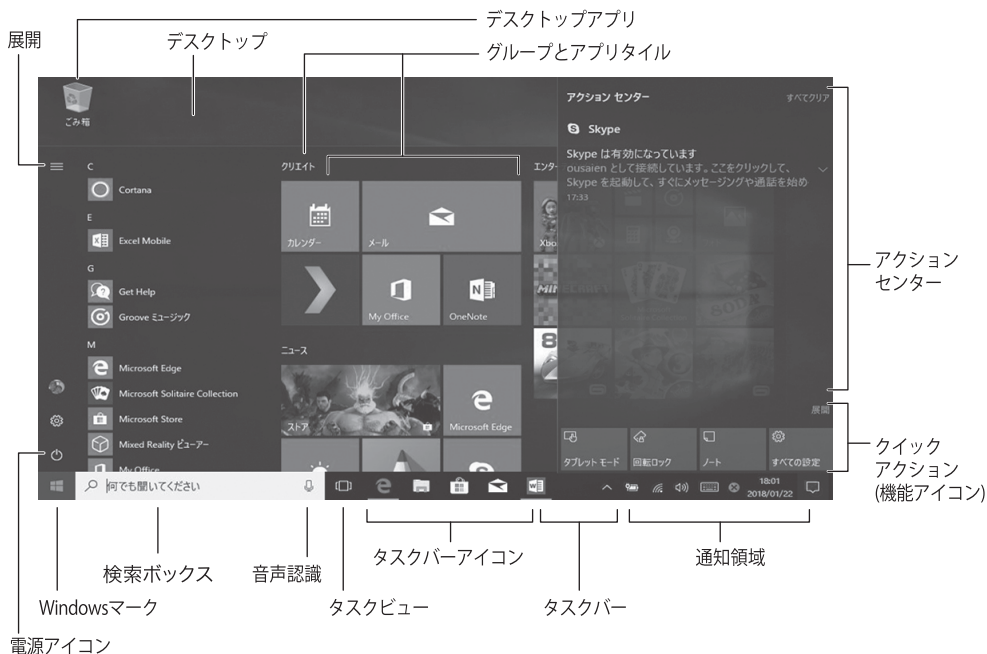 デスクトップアプリ
展開
デスクトップ
グループとアプリタイル
ごみ箱
アクション センター
すべてクリア
Skype
Skype は有効になっています
ousaien として接続しています。ここをクリックして、
Skype を起動して、すぐにメッセージングや通話を始め
17:33
C
Cortana
E
Excel Mobile
G
Get Help
Groove ミュージック
M
Microsoft Edge
Microsoft Solitaire Collection
Microsoft Store
Mixed Reality ビューアー
My Office
クリエイト
カレンダー
メール
My Office
OneNote
ニュース
ストア
Microsoft Edge
エンター
Xbo
MINECRAFT
アクション
センター
展開
タブレット モード
回転ロック
ノート
すべての設定
クイック
アクション
(機能アイコン)
何でも聞いてください
18:01
2018/01/22
タスクバーアイコン
通知領域
検索ボックス
音声認識
Windowsマーク
タスクビュー
タスクバー
電源アイコン